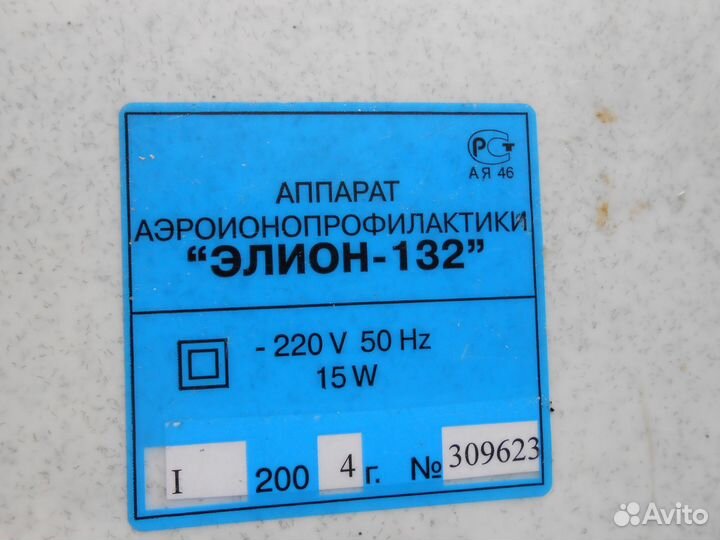 РСТ
АЯ 46
АППАРАТ
АЭРОИОНОПРОФИЛАКТИКИ
"ЭЛИОН-132"
- 220 V 50 Hz
15 W
I 200 4 г. № 309623
Avito